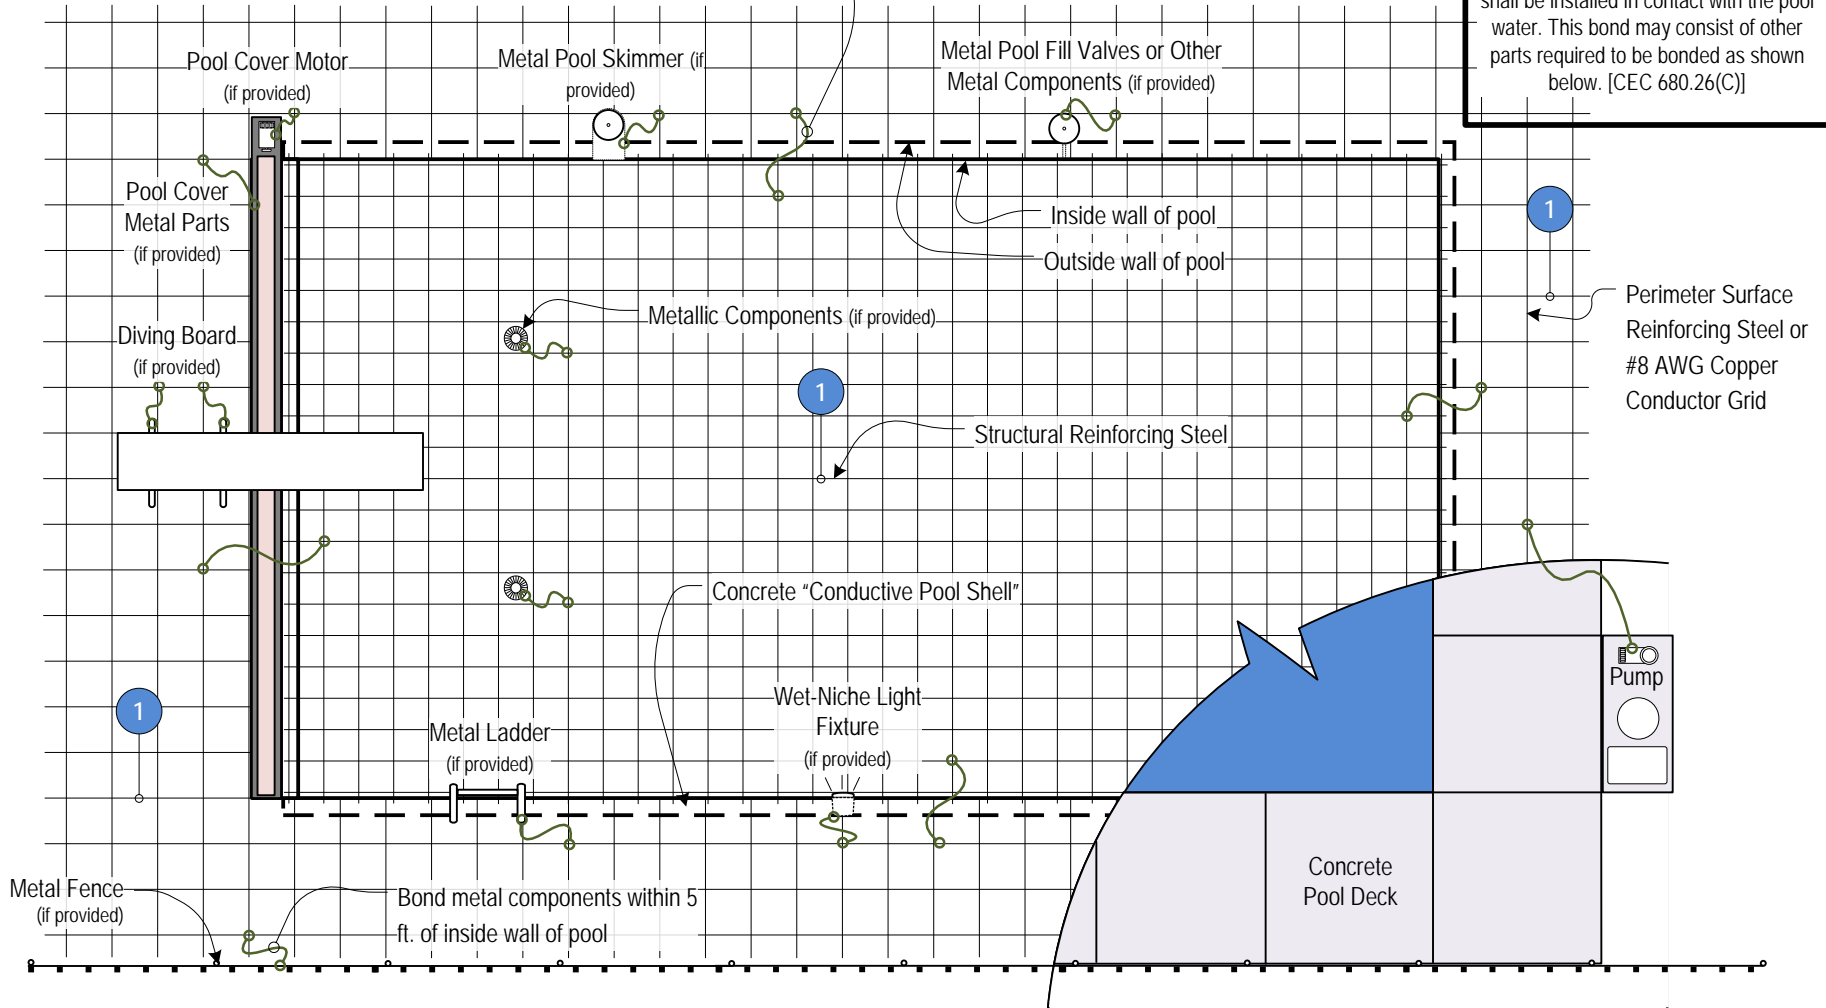 shall be installed in contact with the pool
water. This bond may consist of other
parts required to be bonded as shown
below. [CEC 680.26(C)]
Pool Cover Motor
(if provided)
Metal Pool Skimmer (if
provided)
Metal Pool Fill Valves or Other
Metal Components (if provided)
Pool Cover
Metal Parts
(if provided)
1
Inside wall of pool
Outside wall of pool
Perimeter Surface
Reinforcing Steel or
#8 AWG Copper
Conductor Grid
Metallic Components (if provided)
Diving Board
(if provided)
1
Structural Reinforcing Steel
Concrete “Conductive Pool Shell”
Pump
1
Wet-Niche Light
Fixture
(if provided)
Metal Ladder
(if provided)
Concrete
Pool Deck
Metal Fence
(if provided)
Bond metal components within 5
ft. of inside wall of pool